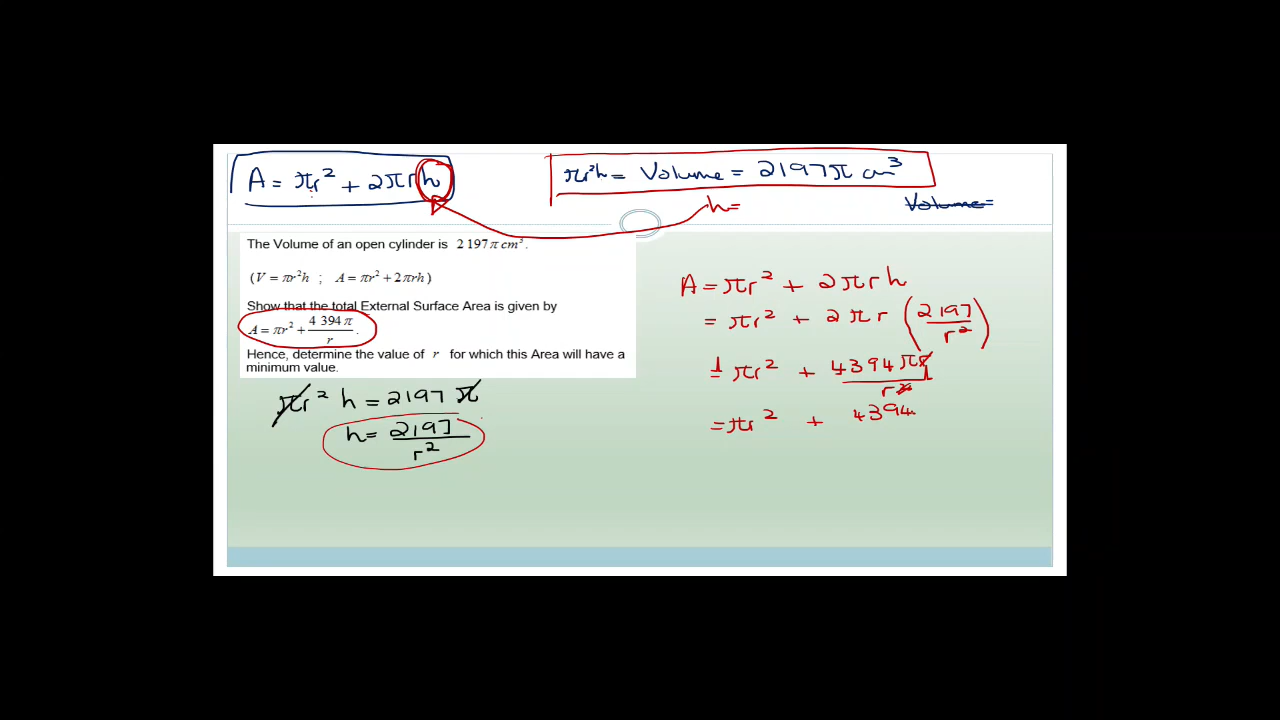 A = πr² + 2πrh
πr²h = Volume = 2197π cm³
h=
Volume=
The Volume of an open cylinder is 2 197π cm³.
(V = πr²h ; A = πr² + 2πrh)
Show that the total External Surface Area is given by
A = πr² + 4 394π / r .
Hence, determine the value of r for which this Area will have a
minimum value.
πr² h = 2197 π
h = 2197 / r²
A = πr² + 2πrh
= πr² + 2πr (2197 / r²)
= πr² + 4394πr / r²
= πr² + 4394